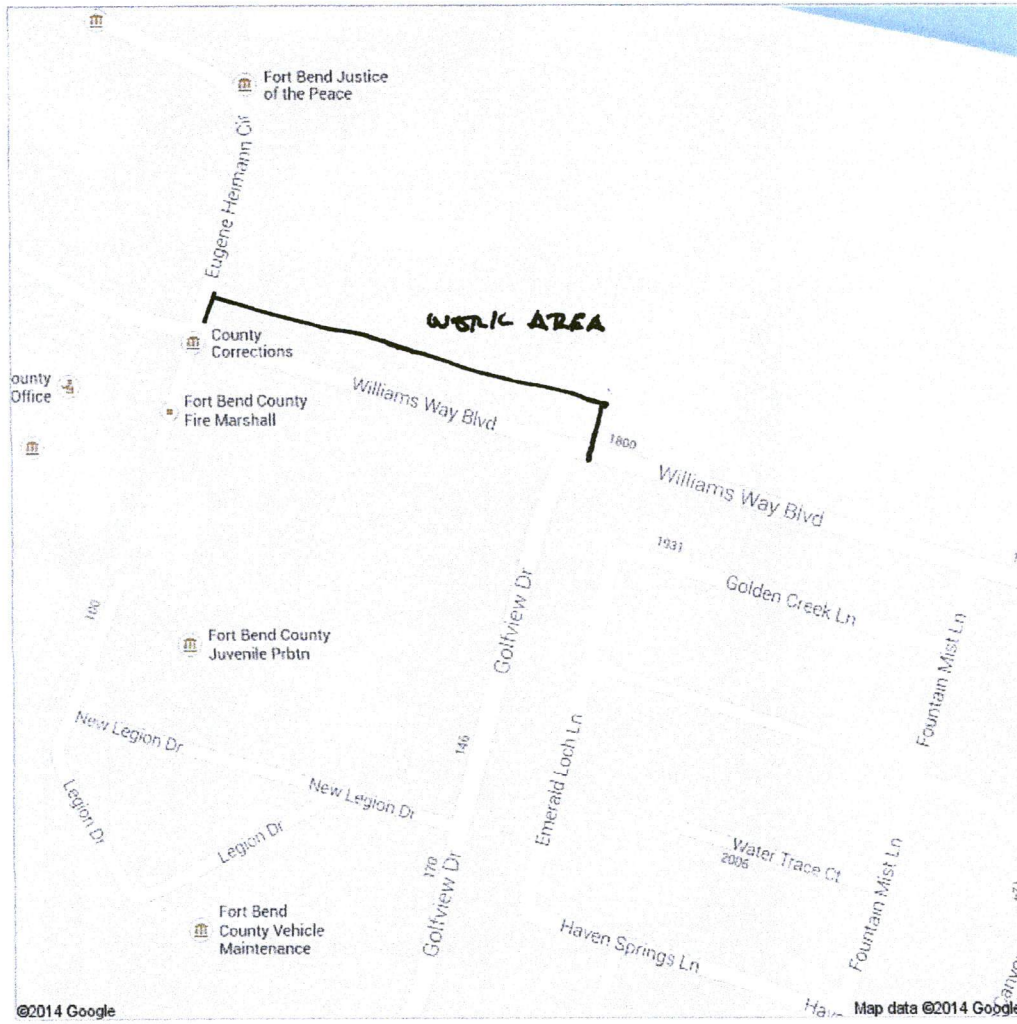 Fort Bend Justice
of the Peace
Eugene Heimann Cir
WORK AREA
County
Corrections
ounty
Office
Fort Bend County
Fire Marshall
Williams Way Blvd
1800
Williams Way Blvd
1931
Golden Creek Ln
Golfview Dr
Fountain Mist Ln
180
Fort Bend County
Juvenile Prbtn
New Legion Dr
146
Emerald Loch Ln
New Legion Dr
Legion Dr
Legion Dr
170
Golfview Dr
Water Trace Ct
2006
Fountain Mist Ln
Fort Bend
County Vehicle
Maintenance
Haven Springs Ln
©2014 Google
Map data ©2014 Google